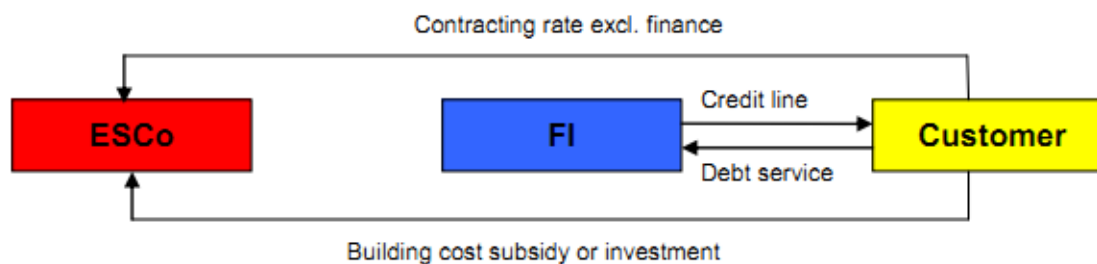 Contracting rate excl. finance
Credit line
ESCo
FI
Customer
Debt service
Building cost subsidy or investment